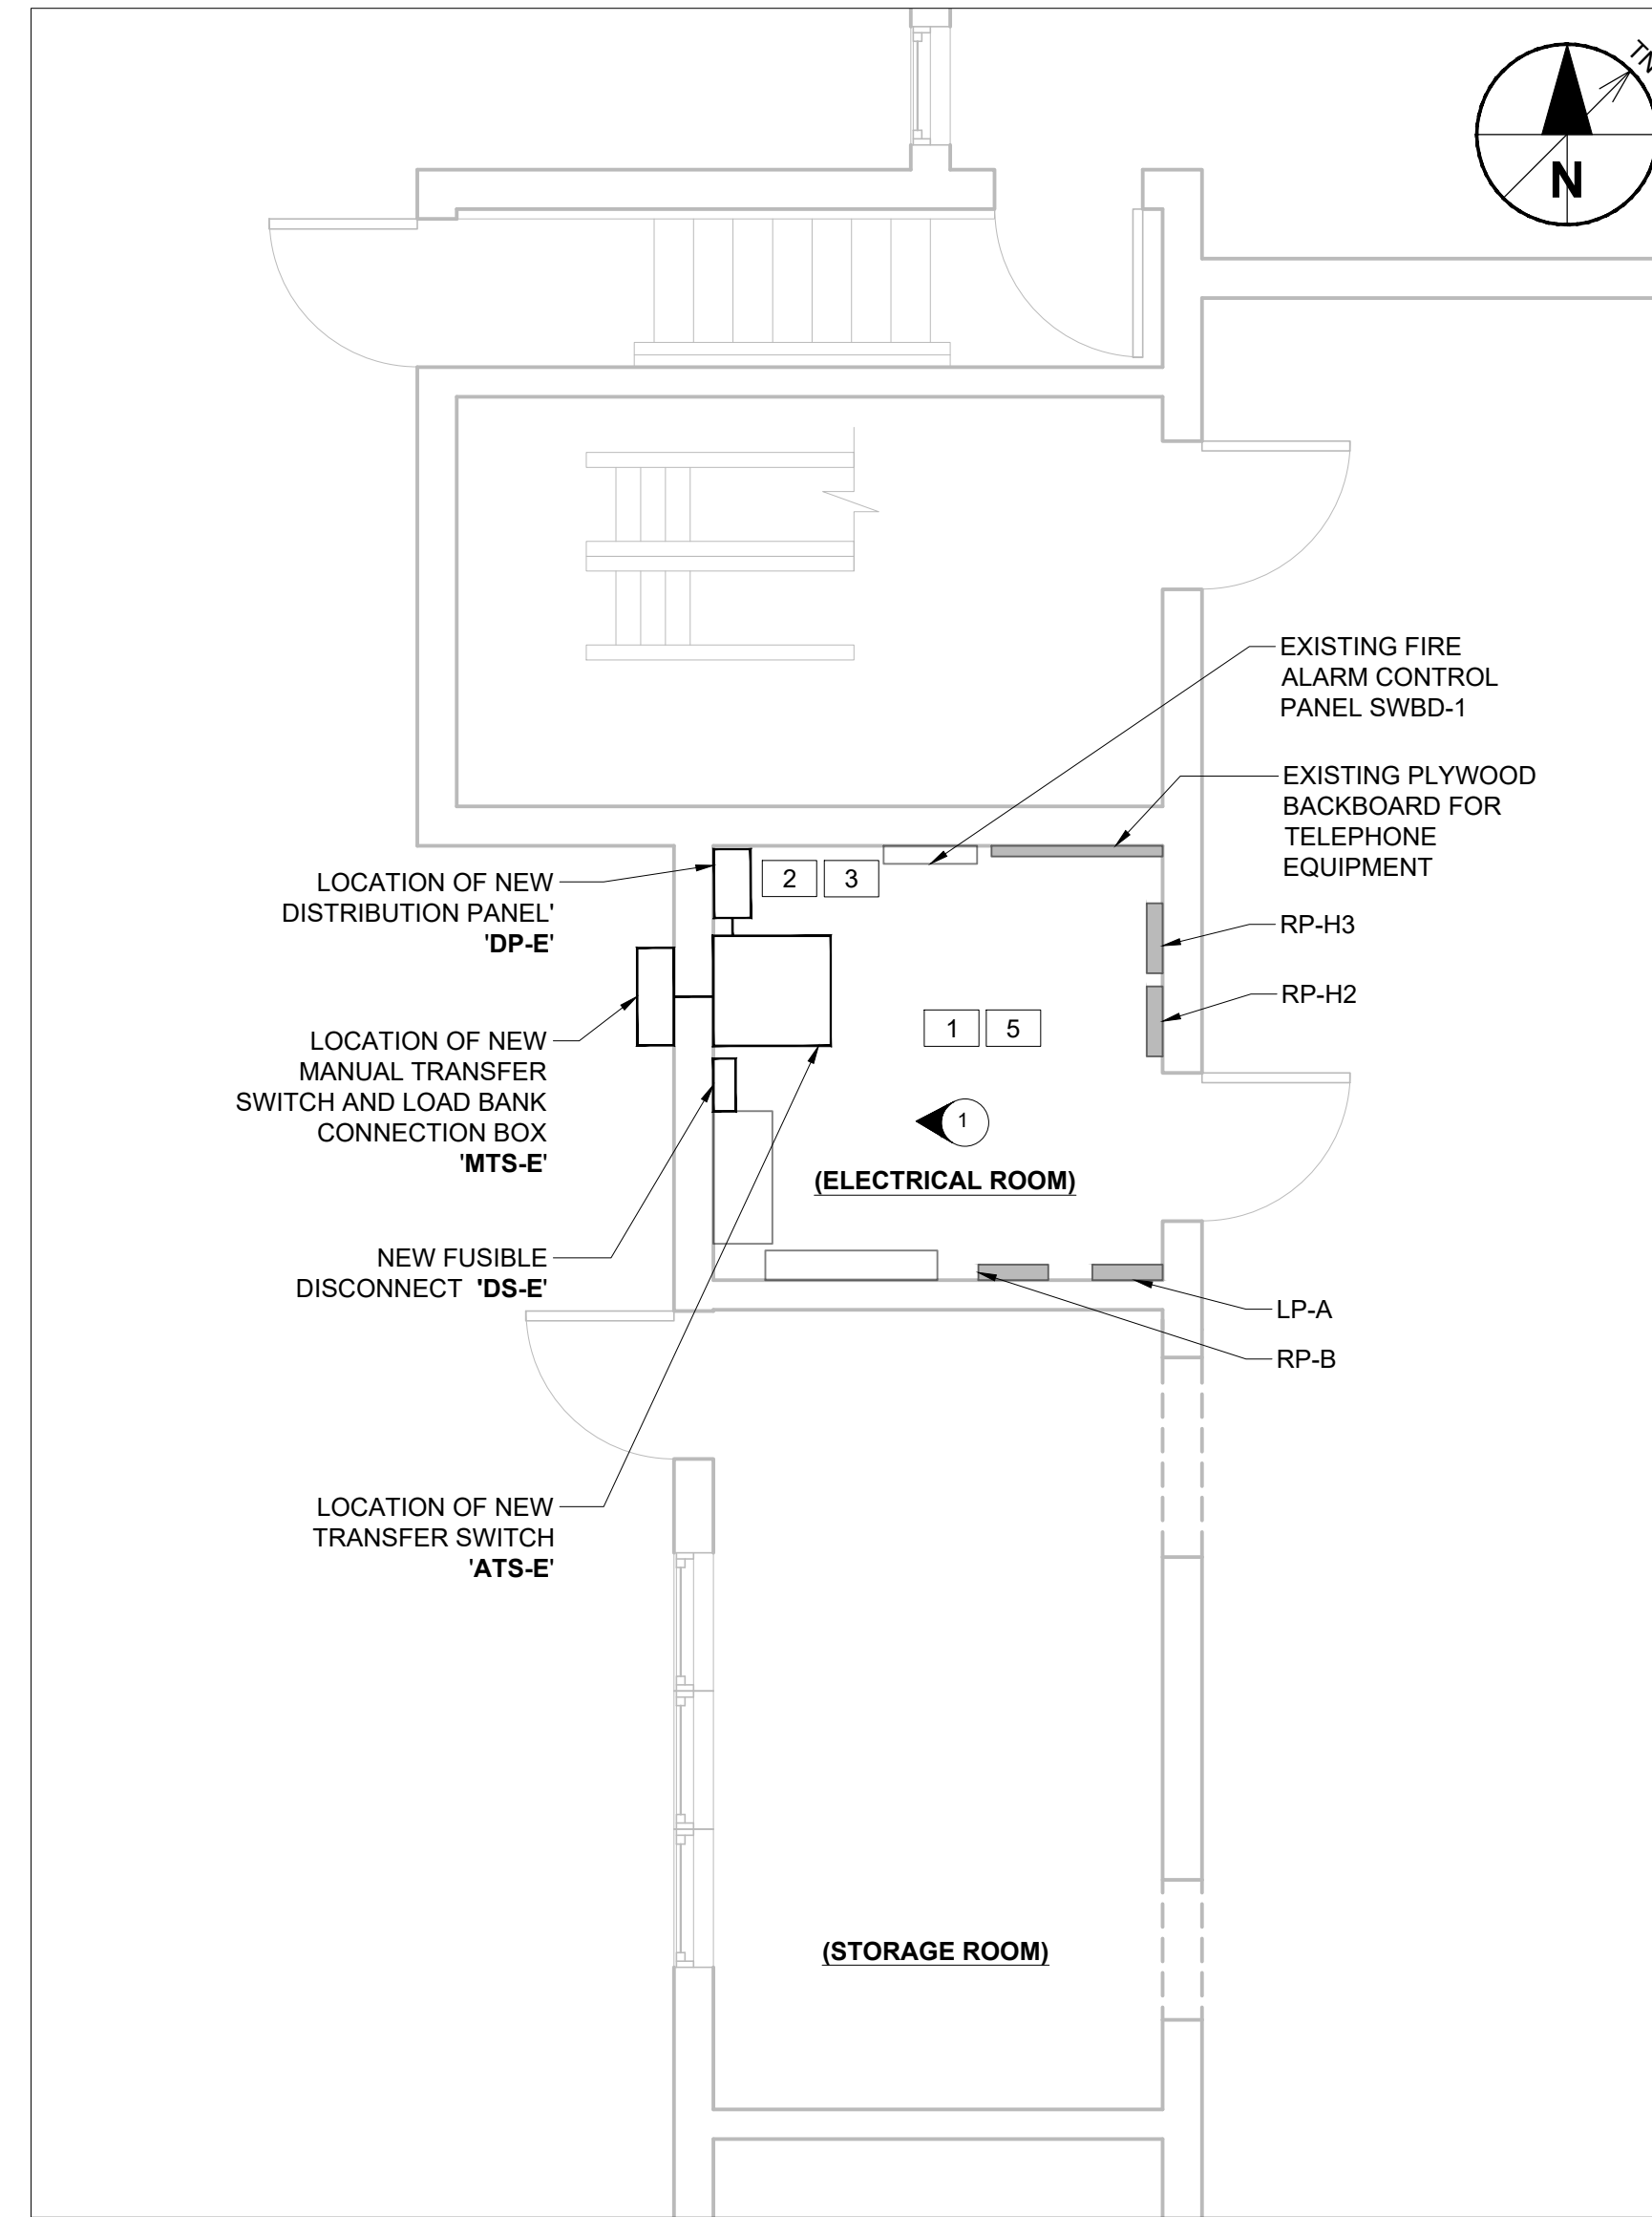 TN
N
EXISTING FIRE
ALARM CONTROL
PANEL SWBD-1
EXISTING PLYWOOD
BACKBOARD FOR
TELEPHONE
EQUIPMENT
LOCATION OF NEW
DISTRIBUTION PANEL'
'DP-E'
2
3
RP-H3
RP-H2
1
5
LOCATION OF NEW
MANUAL TRANSFER
SWITCH AND LOAD BANK
CONNECTION BOX
'MTS-E'
1
(ELECTRICAL ROOM)
NEW FUSIBLE
DISCONNECT 'DS-E'
LP-A
RP-B
LOCATION OF NEW
TRANSFER SWITCH
'ATS-E'
(STORAGE ROOM)